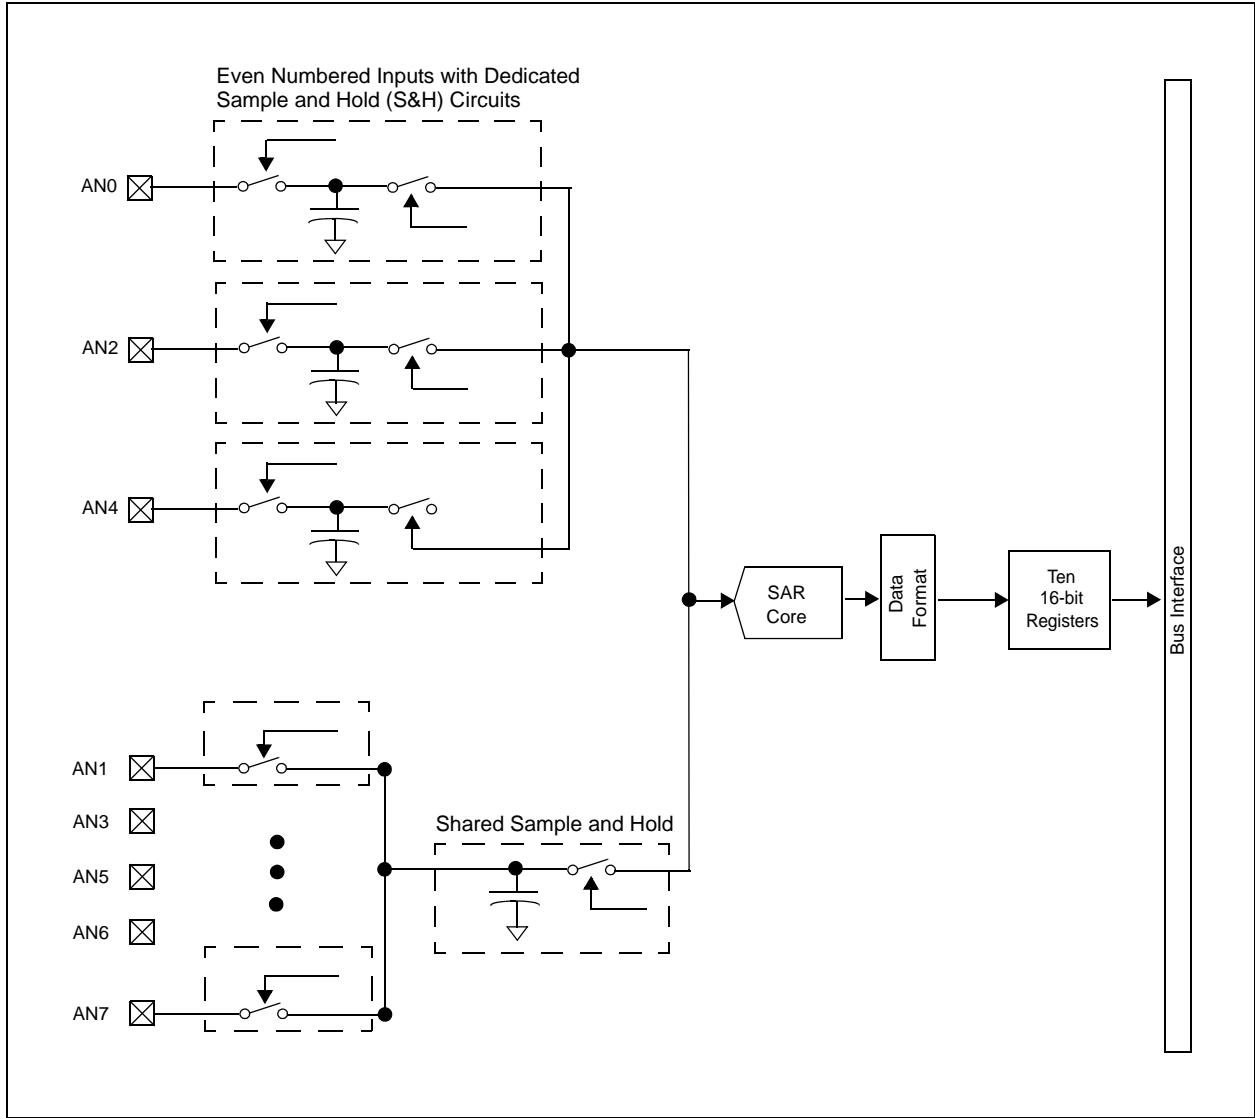 Even Numbered Inputs with Dedicated
Sample and Hold (S&H) Circuits
AN0
AN2
AN4
SAR
Core
Data
Format
Ten
16-bit
Registers
Bus Interface
AN1
AN3
AN5
AN6
AN7
Shared Sample and Hold